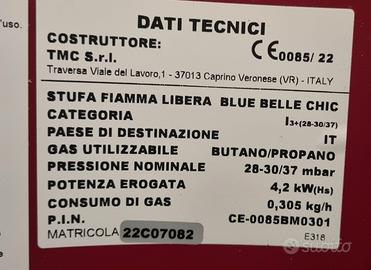 l'uso.
DATI TECNICI
COSTRUTTORE: CE0085/ 22
TMC S.r.l.
Traversa Viale del Lavoro,1 - 37013 Caprino Veronese (VR) - ITALY
STUFA FIAMMA LIBERA BLUE BELLE CHIC
CATEGORIA I3+(28-30/37)
PAESE DI DESTINAZIONE IT
GAS UTILIZZABILE BUTANO/PROPANO
PRESSIONE NOMINALE 28-30/37 mbar
POTENZA EROGATA 4,2 kW(Hs)
CONSUMO DI GAS 0,305 kg/h
P.I.N. CE-0085BM0301
MATRICOLA 22C07082 E318
subito